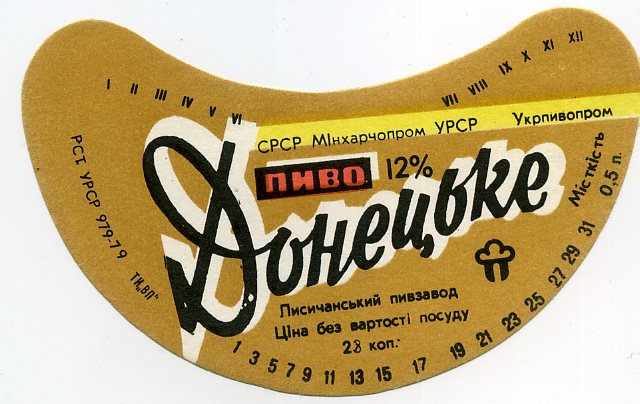 I II III IV V VI VII VIII IX X XI XII
СРСР Мінхарчопром УРСР Укрпивопром
ПИВО 12%
Донецьке
РСТ УРСР 979-79
Місткість 0,5 л.
Лисичанський пивзавод
Ціна без вартості посуду
28 коп.
1 3 5 7 9 11 13 15 17 19 21 23 25 27 29 31